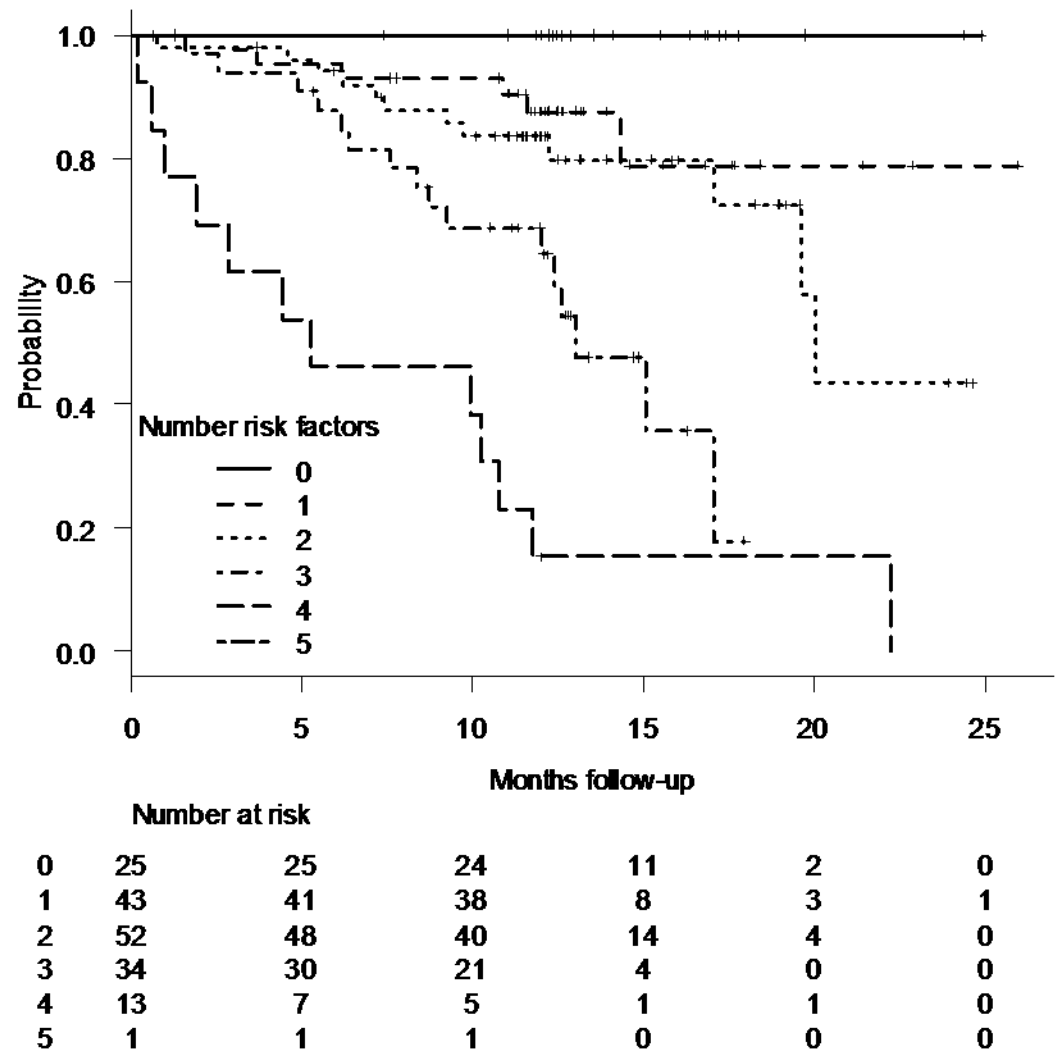 1.0
0.8
0.6
0.4
0.2
0.0
Probability
Number risk factors
0
1
2
3
4
5
0 5 10 15 20 25
Months follow-up
Number at risk
0 25 25 24 11 2 0
1 43 41 38 8 3 1
2 52 48 40 14 4 0
3 34 30 21 4 0 0
4 13 7 5 1 1 0
5 1 1 1 0 0 0